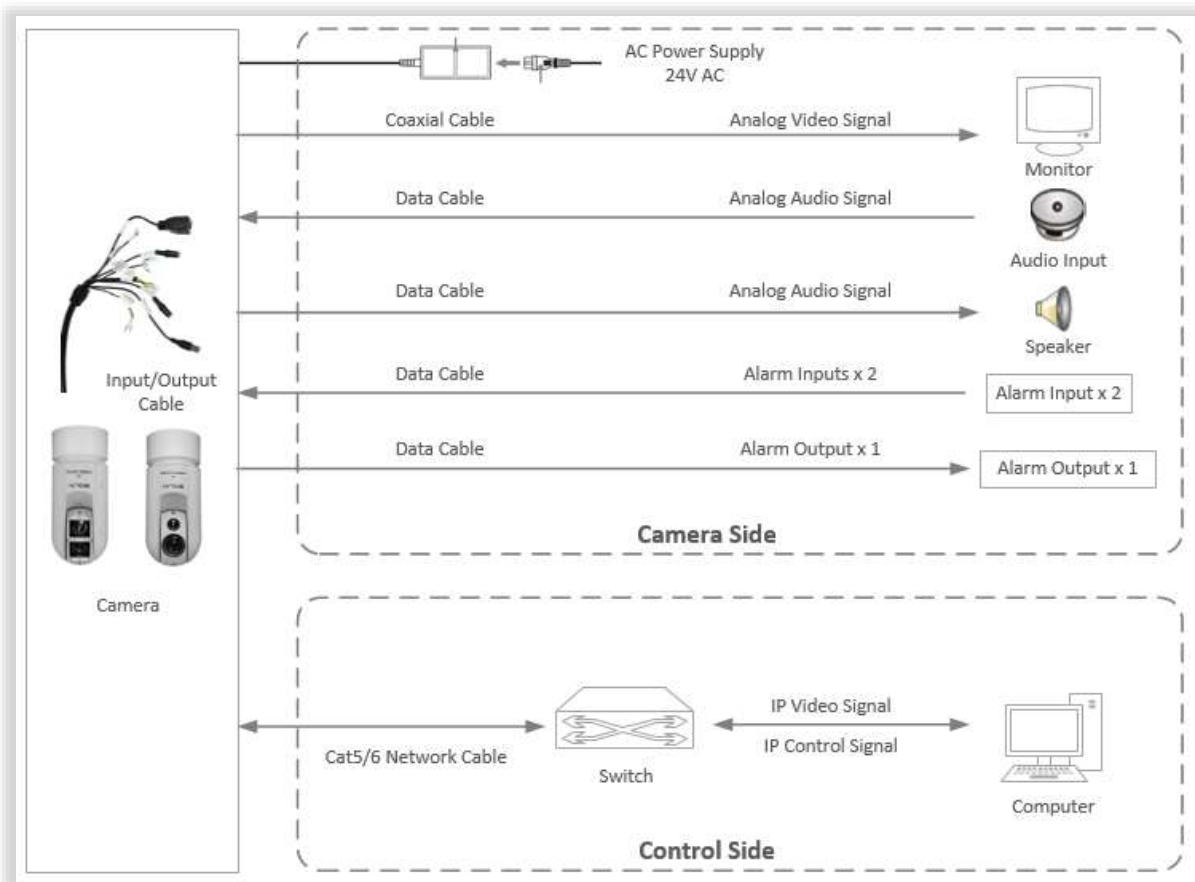 AC Power Supply
24V AC
Coaxial Cable
Analog Video Signal
Monitor
Data Cable
Analog Audio Signal
Audio Input
Data Cable
Analog Audio Signal
Speaker
Input/Output
Cable
Data Cable
Alarm Inputs x 2
Alarm Input x 2
Data Cable
Alarm Output x 1
Alarm Output x 1
Camera Side
Camera
Cat5/6 Network Cable
Switch
IP Video Signal
IP Control Signal
Computer
Control Side